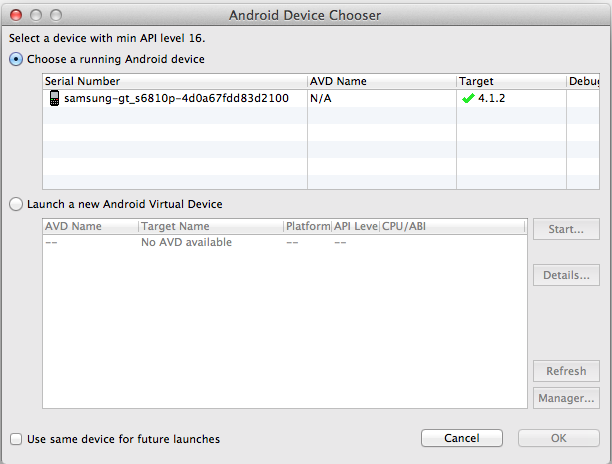 Android Device Chooser
Select a device with min API level 16.
Choose a running Android device
Serial Number AVD Name Target Debug
samsung-gt_s6810p-4d0a67fdd83d2100 N/A 4.1.2
Launch a new Android Virtual Device
AVD Name Target Name Platform API Leve CPU/ABI
-- No AVD available -- --
Start...
Details...
Refresh
Manager...
Use same device for future launches
Cancel OK